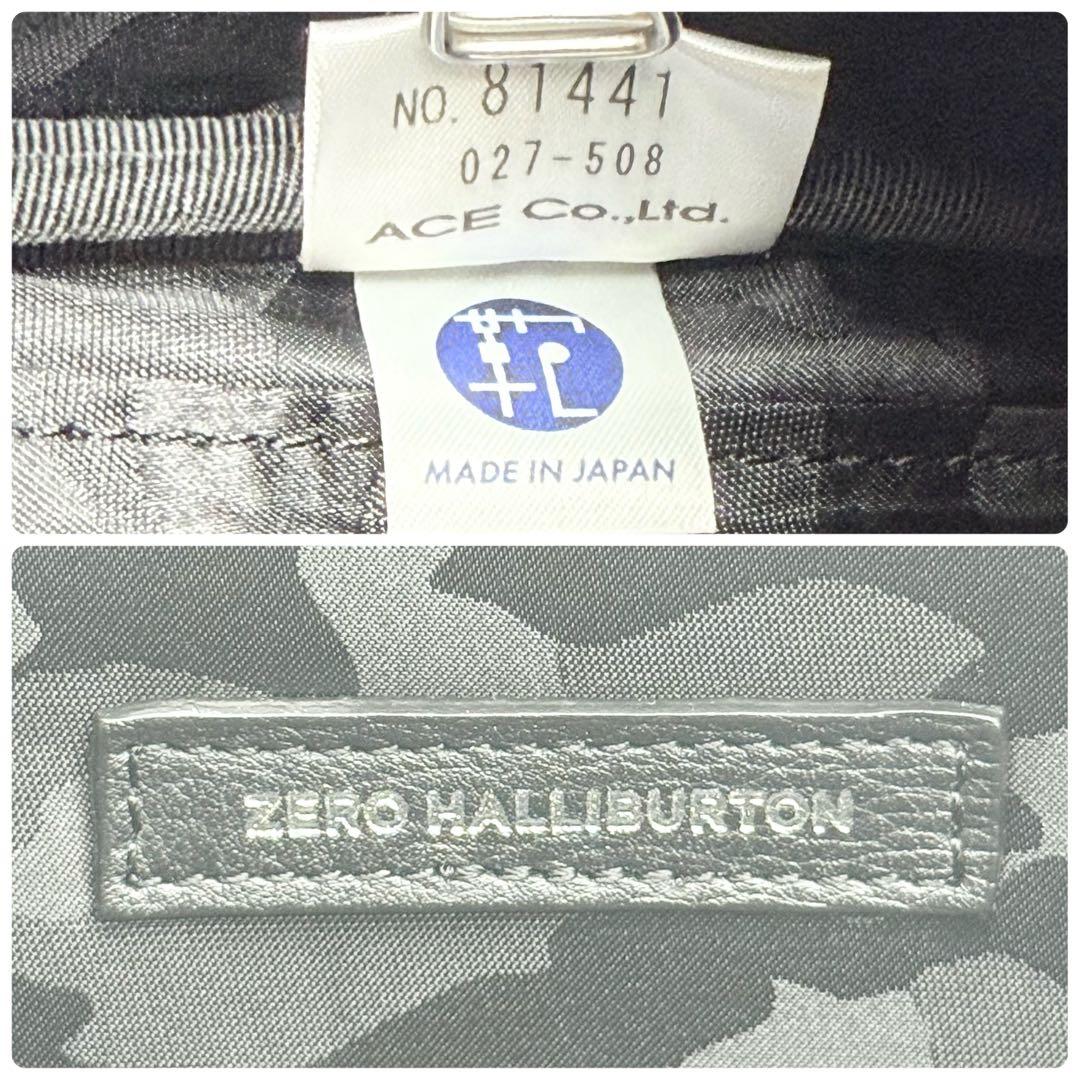 NO. 81441
027-508
ACE Co.,Ltd.
MADE IN JAPAN
ZERO HALLIBURTON